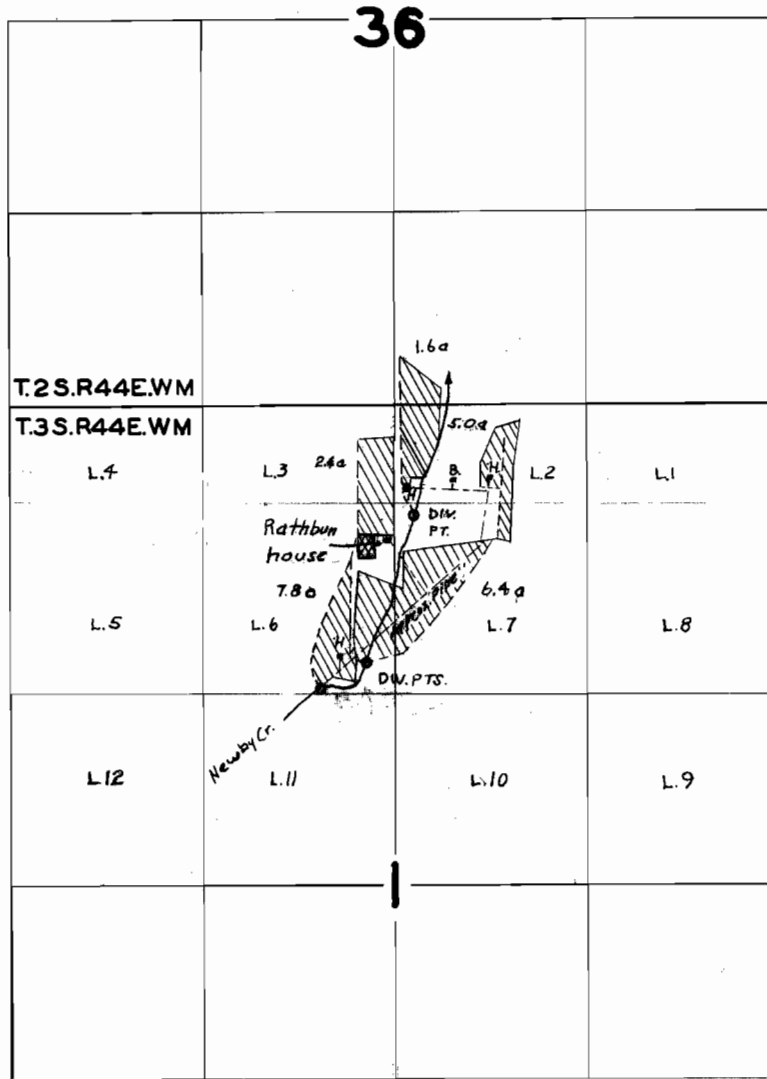 36
1.6a
T.2S.R44E.WM
T.3S.R44E.WM
5.0a
L.4
L.3
2.4a
B.
H
L.2
L.1
H
DIV.
PT.
Rathbun
house
7.8a
Approx. pipe
6.4a
L.5
L.6
L.7
L.8
H
DIV. PTS.
Newby Cr.
L.12
L.11
L.10
L.9
1